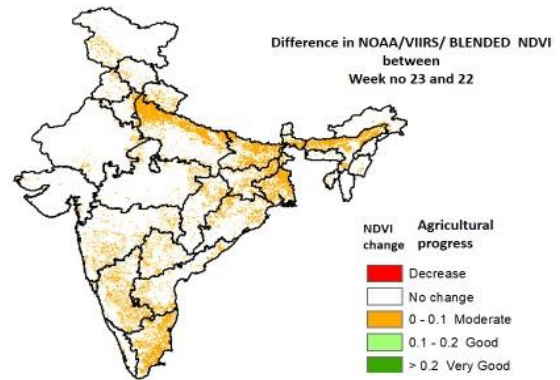 Difference in NOAA/VIIRS/ BLENDED NDVI
between
Week no 23 and 22
NDVI change
Agricultural progress
Decrease
No change
0 - 0.1 Moderate
0.1 - 0.2 Good
> 0.2 Very Good